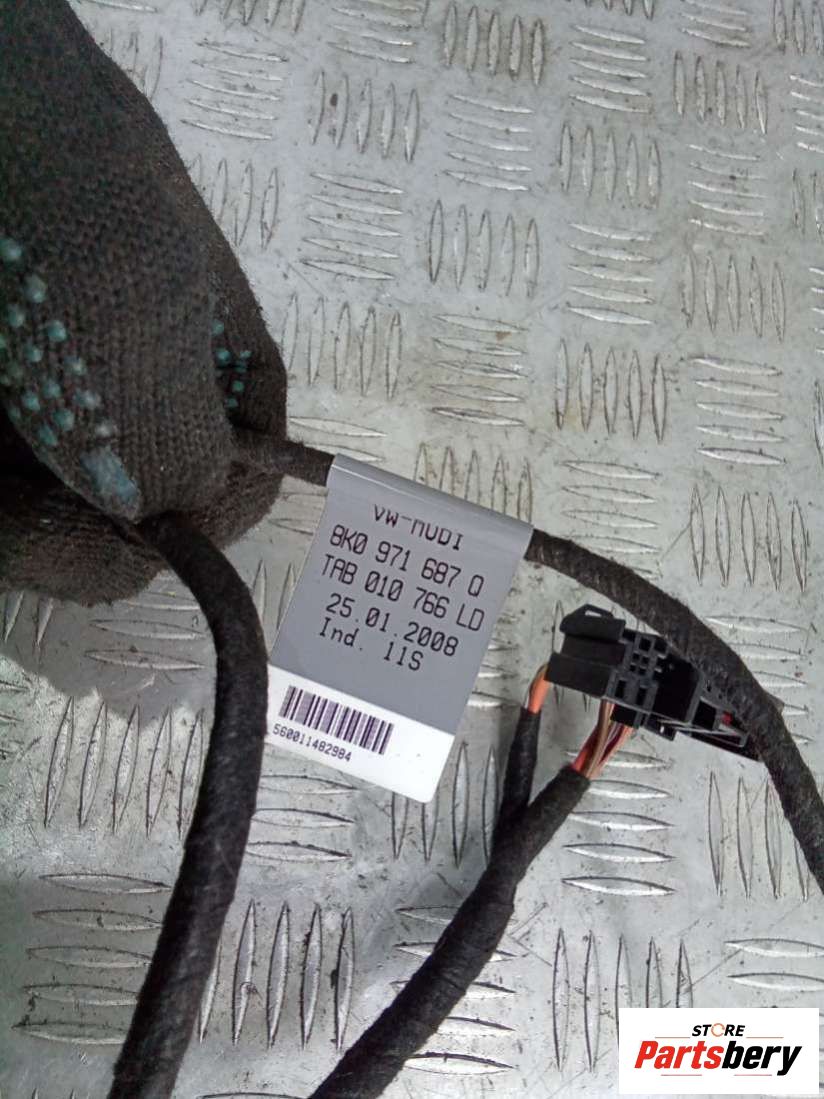 VW-AUDI
8K0 971 687 Q
TAB 010 766 LD
25.01.2008
Ind. 11S
560011482984
STORE
Partsbery